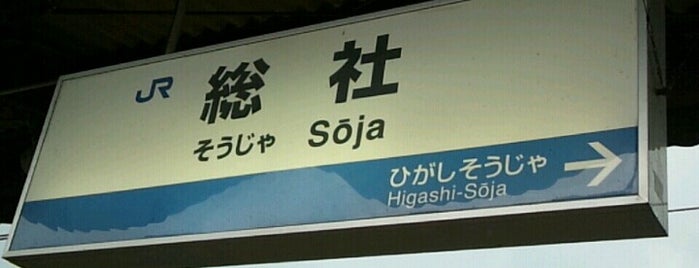 JR 総社
そうじゃ Sōja
ひがしそうじゃ →
Higashi-Sōja